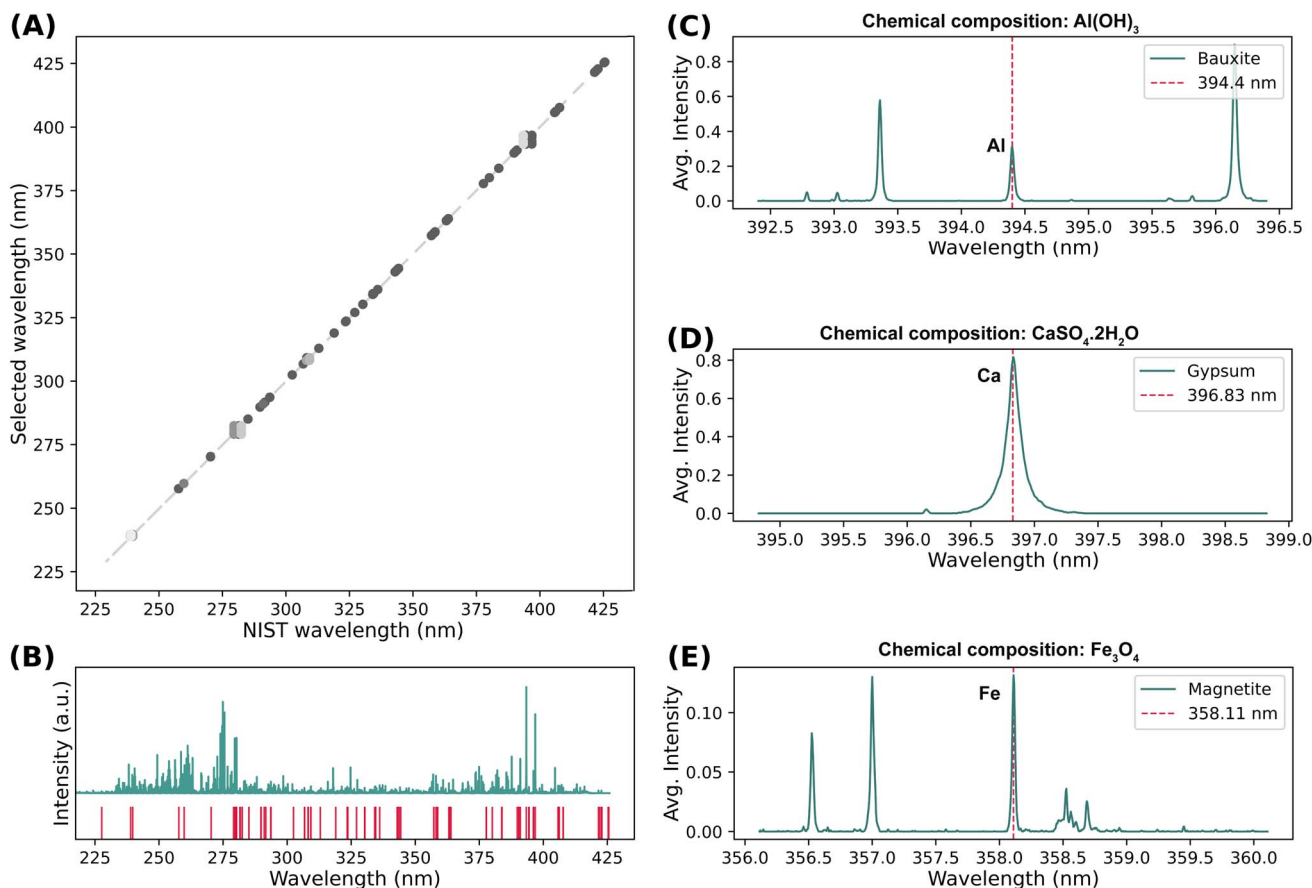 (A)
Selected wavelength (nm)
425
400
375
350
325
300
275
250
225
225 250 275 300 325 350 375 400 425
NIST wavelength (nm)
(B)
Intensity (a.u.)
225 250 275 300 325 350 375 400 425
Wavelength (nm)
(C)
Chemical composition: Al(OH)3
Avg. Intensity
0.8
0.6
0.4
0.2
0.0
Al
Bauxite
394.4 nm
392.5 393.0 393.5 394.0 394.5 395.0 395.5 396.0 396.5
Wavelength (nm)
(D)
Chemical composition: CaSO4.2H2O
Avg. Intensity
0.8
0.6
0.4
0.2
0.0
Ca
Gypsum
396.83 nm
395.0 395.5 396.0 396.5 397.0 397.5 398.0 398.5 399.0
Wavelength (nm)
(E)
Chemical composition: Fe3O4
Avg. Intensity
0.10
0.05
0.00
Fe
Magnetite
358.11 nm
356.0 356.5 357.0 357.5 358.0 358.5 359.0 359.5 360.0
Wavelength (nm)